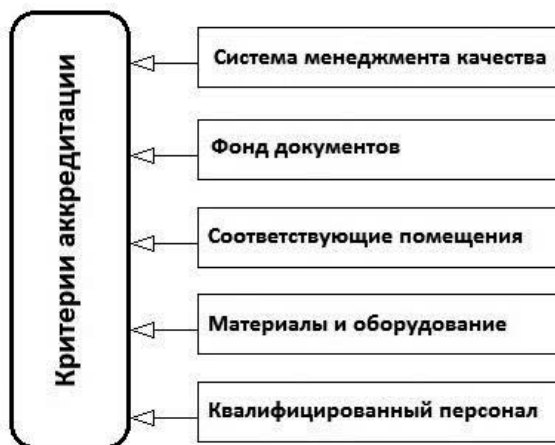 Критерии аккредитации
Система менеджмента качества
Фонд документов
Соответствующие помещения
Материалы и оборудование
Квалифицированный персонал